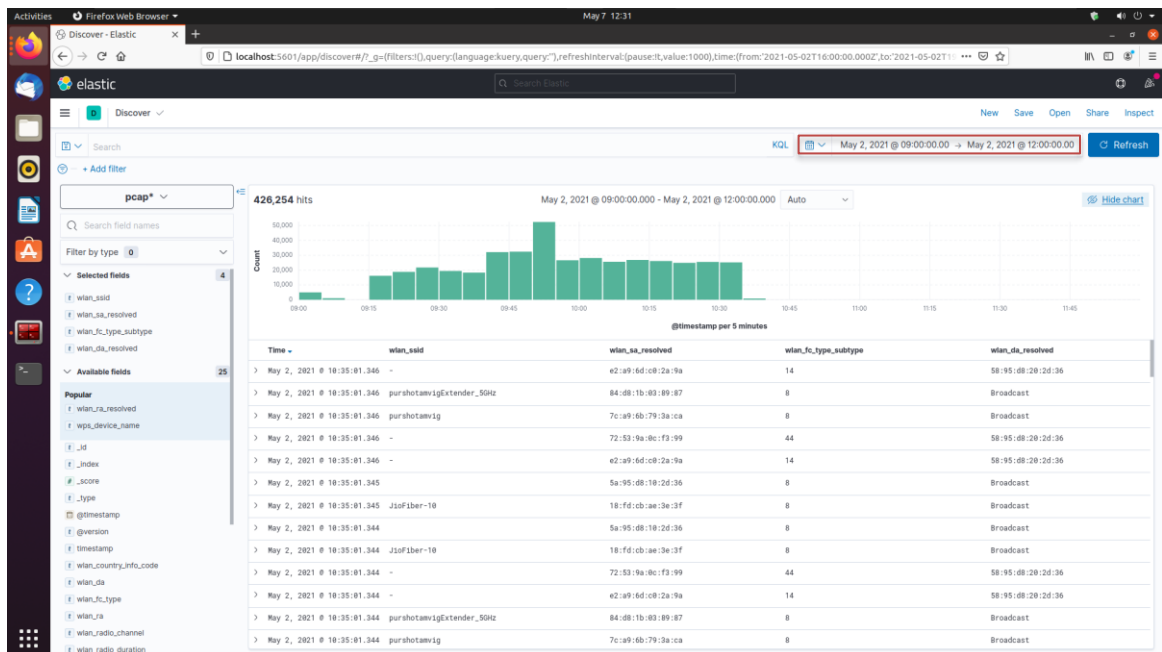 Activities Firefox Web Browser May 7 12:31
Discover - Elastic
localhost:5601/app/discover#/?_g=(filters:!(),query:(language:kuery,query:''),refreshInterval:(pause:!t,value:1000),time:(from:'2021-05-02T16:00:00.000Z',to:'2021-05-02T1
elastic Search Elastic
D Discover New Save Open Share Inspect
Search KQL May 2, 2021 @ 09:00:00.00 → May 2, 2021 @ 12:00:00.00 Refresh
+ Add filter
pcap* 426,254 hits May 2, 2021 @ 09:00:00.000 - May 2, 2021 @ 12:00:00.000 Auto Hide chart
Search field names
Filter by type 0
Selected fields 4
t wlan_ssid
t wlan_sa_resolved
t wlan_fc_type_subtype
t wlan_da_resolved
Available fields 25
Popular
t wlan_ra_resolved
t wps_device_name
t _id
t _index
# _score
t _type
@timestamp
t @version
t timestamp
t wlan_country_info_code
t wlan_da
t wlan_fc_type
t wlan_ra
t wlan_radio_channel
t wlan_radio_duration
Count
50,000
40,000
30,000
20,000
10,000
0
09:00 09:15 09:30 09:45 10:00 10:15 10:30 10:45 11:00 11:15 11:30 11:45
@timestamp per 5 minutes
Time wlan_ssid wlan_sa_resolved wlan_fc_type_subtype wlan_da_resolved
May 2, 2021 @ 10:35:01.346 - e2:a9:6d:c0:2a:9a 14 58:95:d8:20:2d:36
May 2, 2021 @ 10:35:01.346 purshotamvigExtender_5GHz 84:d8:1b:03:89:87 8 Broadcast
May 2, 2021 @ 10:35:01.346 purshotamvig 7c:a9:6b:79:3a:ca 8 Broadcast
May 2, 2021 @ 10:35:01.346 - 72:53:9a:0c:f3:99 44 58:95:d8:20:2d:36
May 2, 2021 @ 10:35:01.346 - e2:a9:6d:c0:2a:9a 14 58:95:d8:20:2d:36
May 2, 2021 @ 10:35:01.345 5a:95:d8:10:2d:36 8 Broadcast
May 2, 2021 @ 10:35:01.345 JioFiber-10 18:fd:cb:ae:3e:3f 8 Broadcast
May 2, 2021 @ 10:35:01.344 5a:95:d8:10:2d:36 8 Broadcast
May 2, 2021 @ 10:35:01.344 JioFiber-10 18:fd:cb:ae:3e:3f 8 Broadcast
May 2, 2021 @ 10:35:01.344 - 72:53:9a:0c:f3:99 44 58:95:d8:20:2d:36
May 2, 2021 @ 10:35:01.344 - e2:a9:6d:c0:2a:9a 14 58:95:d8:20:2d:36
May 2, 2021 @ 10:35:01.344 purshotamvigExtender_5GHz 84:d8:1b:03:89:87 8 Broadcast
May 2, 2021 @ 10:35:01.344 purshotamvig 7c:a9:6b:79:3a:ca 8 Broadcast